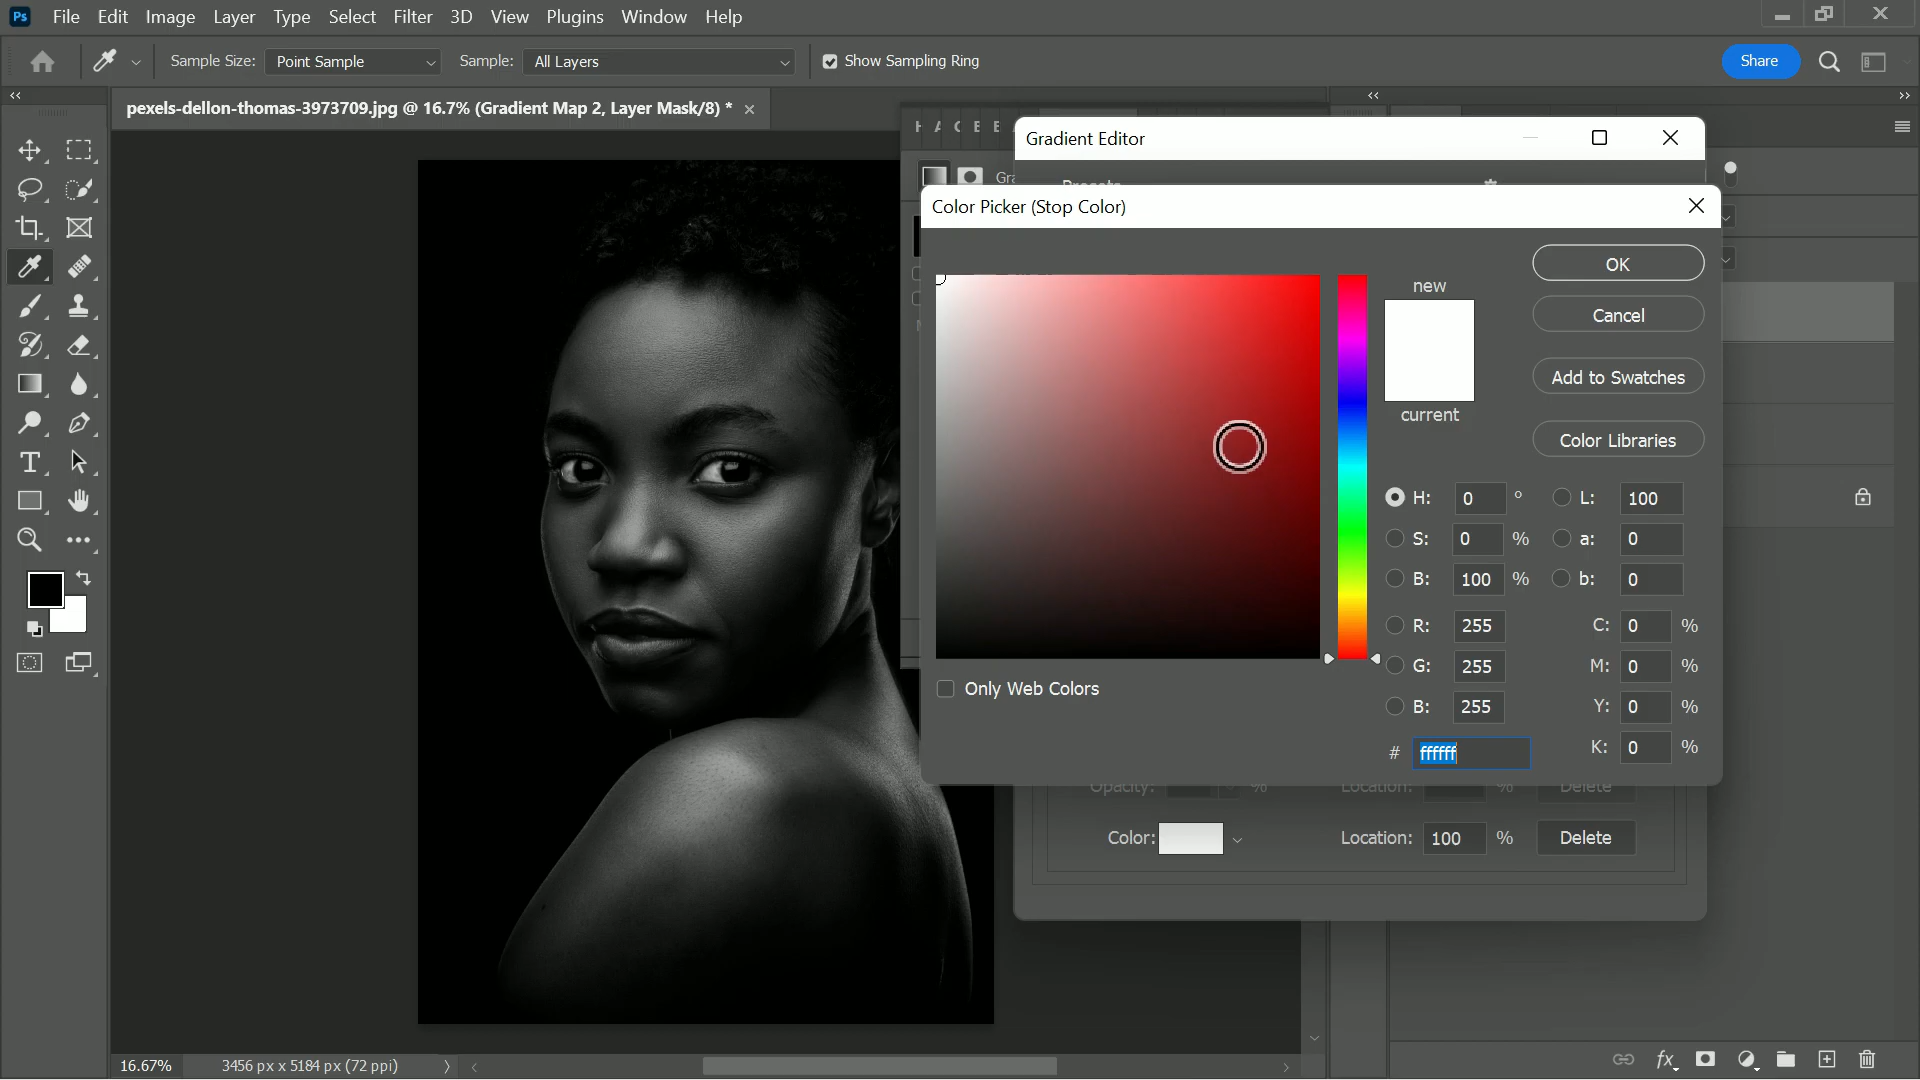 Ps File Edit Image Layer Type Select Filter 3D View Plugins Window Help
Sample Size: Point Sample Sample: All Layers Show Sampling Ring Share
pexels-dellon-thomas-3973709.jpg @ 16.7% (Gradient Map 2, Layer Mask/8) *
Gradient Editor
Presets
Color Picker (Stop Color)
new
current
OK
Cancel
Add to Swatches
Color Libraries
H: 0 ° L: 100
S: 0 % a: 0
B: 100 % b: 0
R: 255 C: 0 %
G: 255 M: 0 %
B: 255 Y: 0 %
# ffffff K: 0 %
Only Web Colors
Opacity: % Location: % Delete
Color: Location: 100 % Delete
16.67% 3456 px x 5184 px (72 ppi)
fx